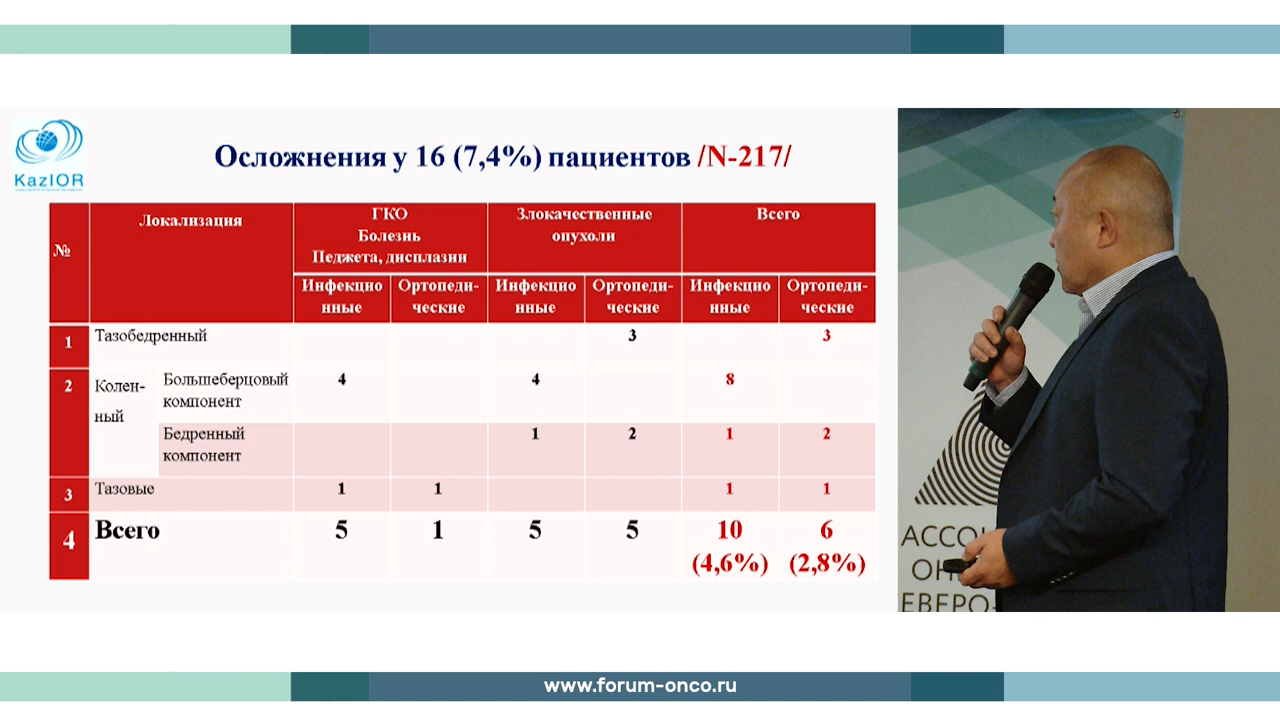 KazIOR
Осложнения у 16 (7,4%) пациентов /N-217/
№
Локализация
ГКО
Болезнь
Педжета, дисплазии
Злокачественные
опухоли
Всего
Инфекцио
нные
Ортопеди-
ческие
Инфекцио
нные
Ортопеди-
ческие
Инфекцио
нные
Ортопеди-
ческие
1 Тазобедренный 3 3
2 Колен-
ный
Большеберцовый
компонент
4 4 8
Бедренный
компонент
1 2 1 2
3 Тазовые 1 1 1 1
4 Всего 5 1 5 5 10
(4,6%)
6
(2,8%)
АССО
ОН
ЕВЕРО-
www.forum-onco.ru